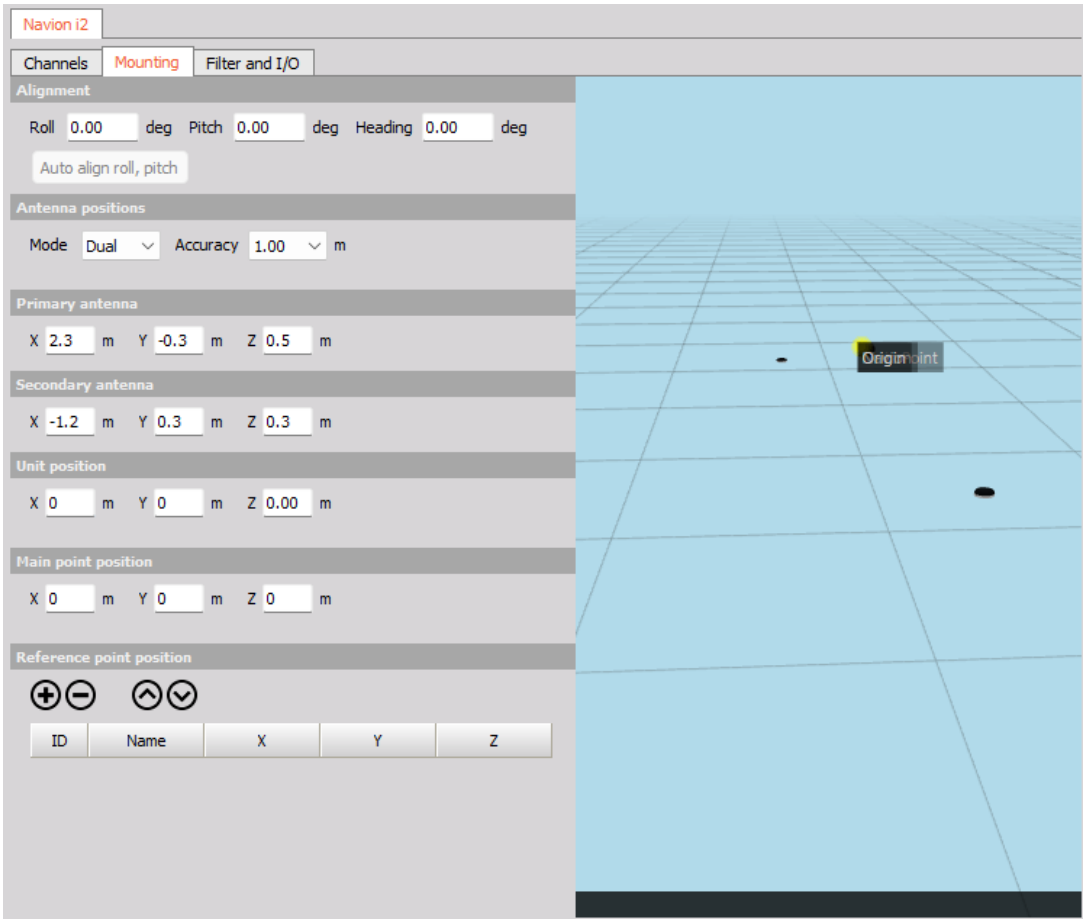 Navion i2
Channels Mounting Filter and I/O
Alignment
Roll 0.00 deg Pitch 0.00 deg Heading 0.00 deg
Auto align roll, pitch
Antenna positions
Mode Dual Accuracy 1.00 m
Primary antenna
X 2.3 m Y -0.3 m Z 0.5 m
Secondary antenna
X -1.2 m Y 0.3 m Z 0.3 m
Unit position
X 0 m Y 0 m Z 0.00 m
Main point position
X 0 m Y 0 m Z 0 m
Reference point position
ID Name X Y Z
Origin